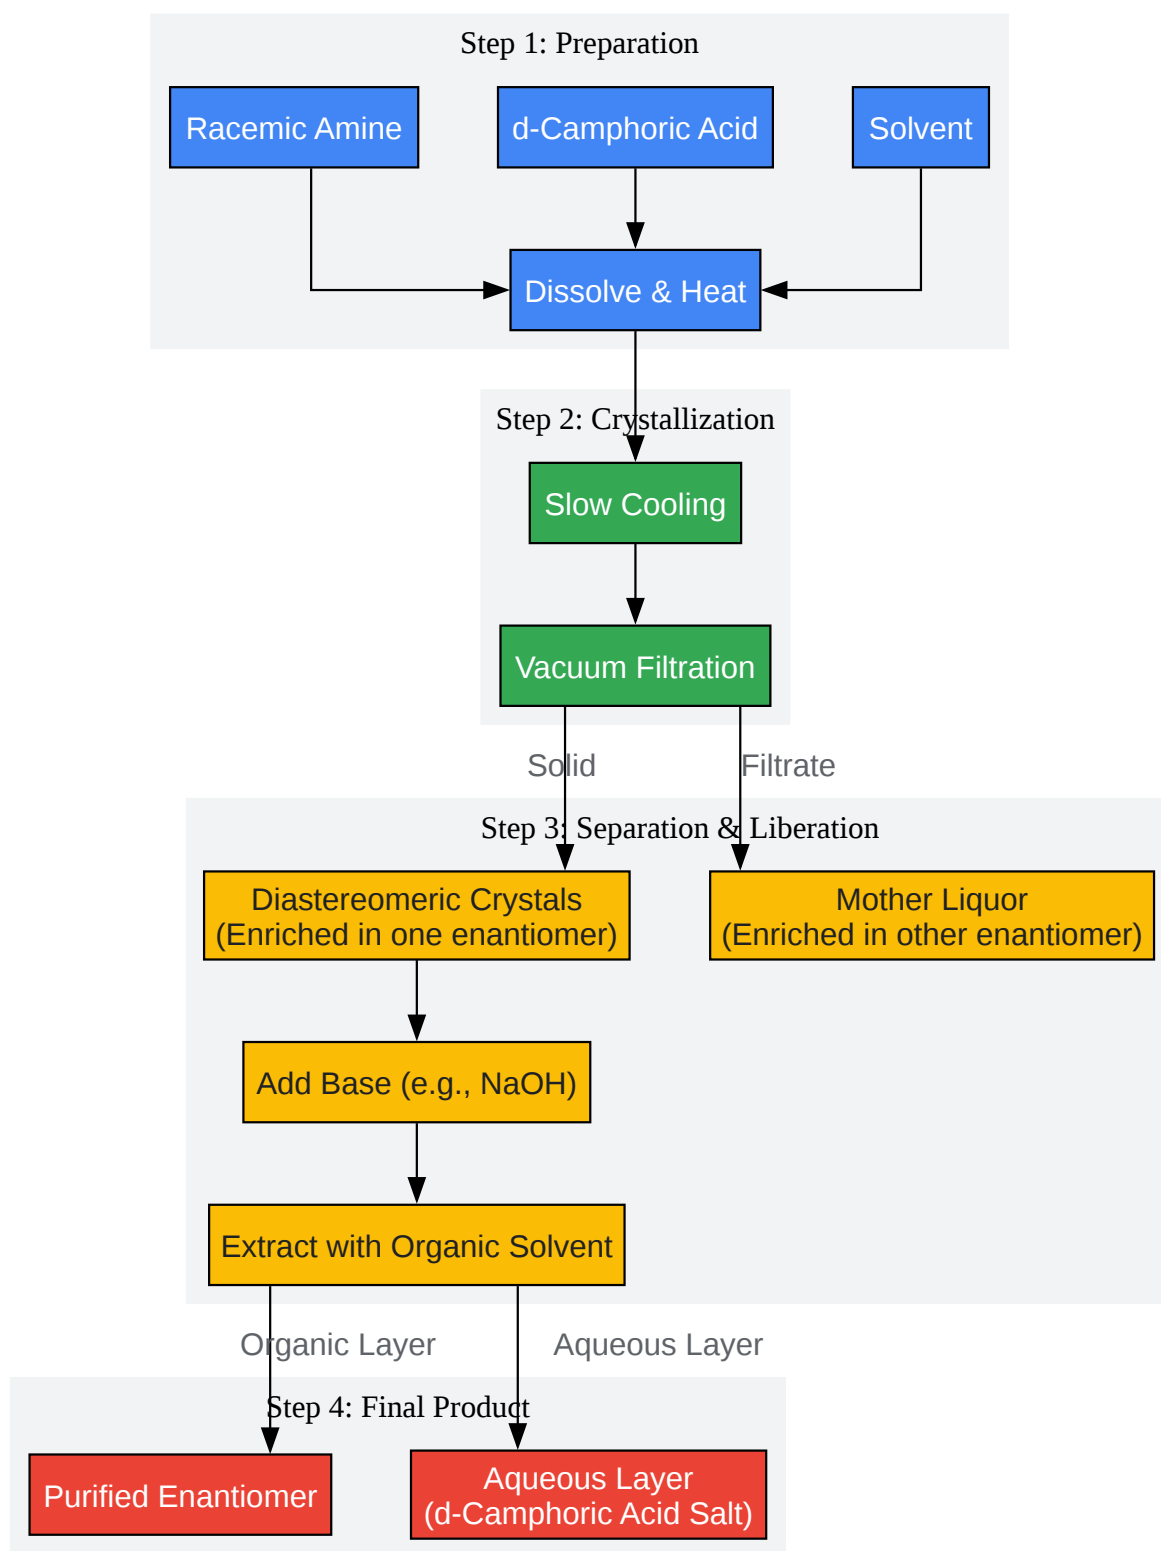 Step 1: Preparation
Racemic Amine
d-Camphoric Acid
Solvent
Dissolve & Heat
Step 2: Crystallization
Slow Cooling
Vacuum Filtration
Solid
Filtrate
Step 3: Separation & Liberation
Diastereomeric Crystals
(Enriched in one enantiomer)
Mother Liquor
(Enriched in other enantiomer)
Add Base (e.g., NaOH)
Extract with Organic Solvent
Organic Layer
Aqueous Layer
Step 4: Final Product
Purified Enantiomer
Aqueous Layer
(d-Camphoric Acid Salt)